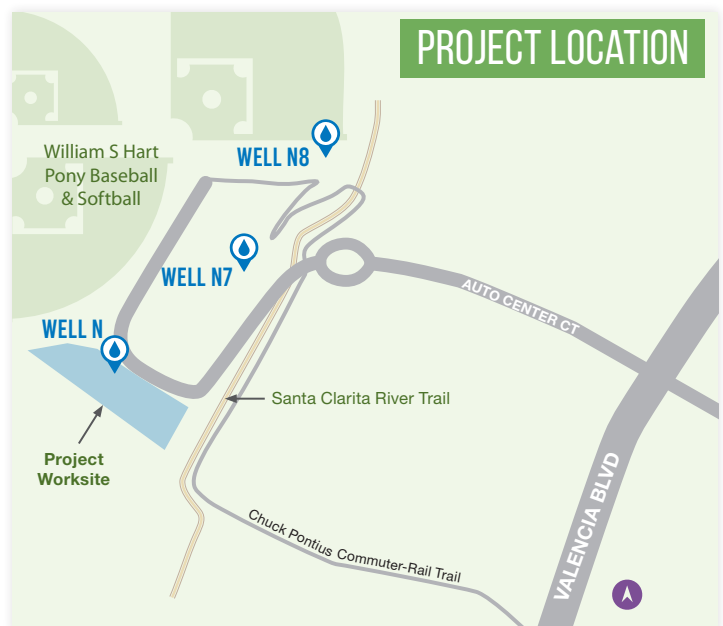 PROJECT LOCATION
William S Hart
Pony Baseball
& Softball
WELL N8
WELL N7
WELL N
AUTO CENTER CT
Santa Clarita River Trail
Project
Worksite
VALENCIA BLVD
Chuck Pontius Commuter-Rail Trail